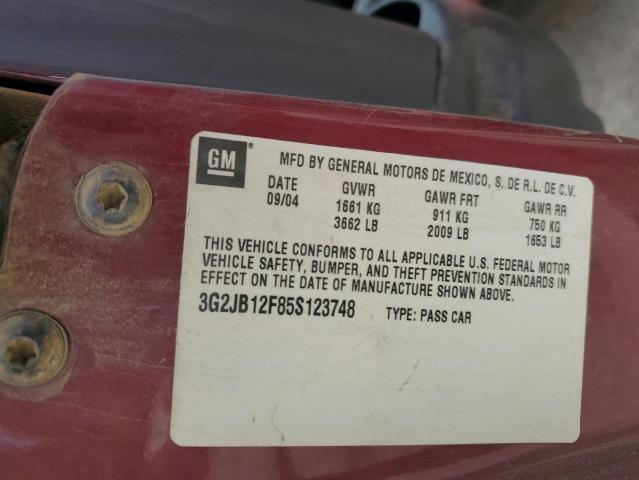 GM ® MFD BY GENERAL MOTORS DE MEXICO, S. DE R.L. DE C.V.
DATE GVWR GAWR FRT GAWR RR
09/04 1661 KG 911 KG 750 KG
3662 LB 2009 LB 1653 LB
THIS VEHICLE CONFORMS TO ALL APPLICABLE U.S. FEDERAL MOTOR
VEHICLE SAFETY, BUMPER, AND THEFT PREVENTION STANDARDS IN
EFFECT ON THE DATE OF MANUFACTURE SHOWN ABOVE.
3G2JB12F85S123748 TYPE: PASS CAR